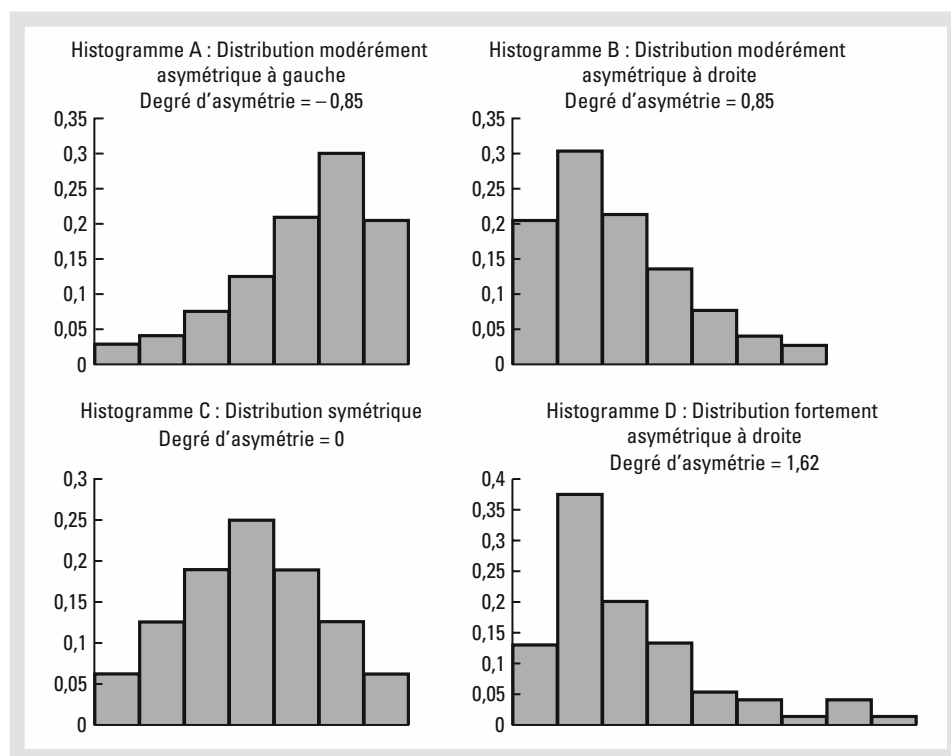 Histogramme A : Distribution modérément
asymétrique à gauche
Degré d'asymétrie = – 0,85
0,35
0,3
0,25
0,2
0,15
0,1
0,05
0
Histogramme B : Distribution modérément
asymétrique à droite
Degré d'asymétrie = 0,85
0,35
0,3
0,25
0,2
0,15
0,1
0,05
0
Histogramme C : Distribution symétrique
Degré d'asymétrie = 0
0,3
0,25
0,2
0,15
0,1
0,05
0
Histogramme D : Distribution fortement
asymétrique à droite
Degré d'asymétrie = 1,62
0,4
0,35
0,3
0,25
0,2
0,15
0,1
0,05
0